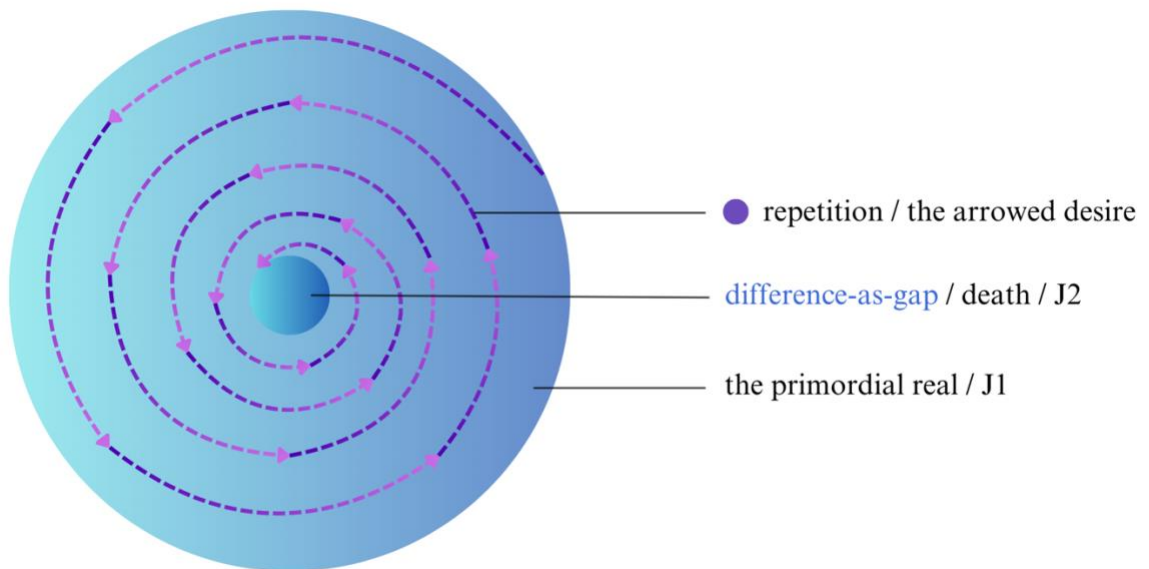 repetition / the arrowed desire
difference-as-gap / death / J2
the primordial real / J1